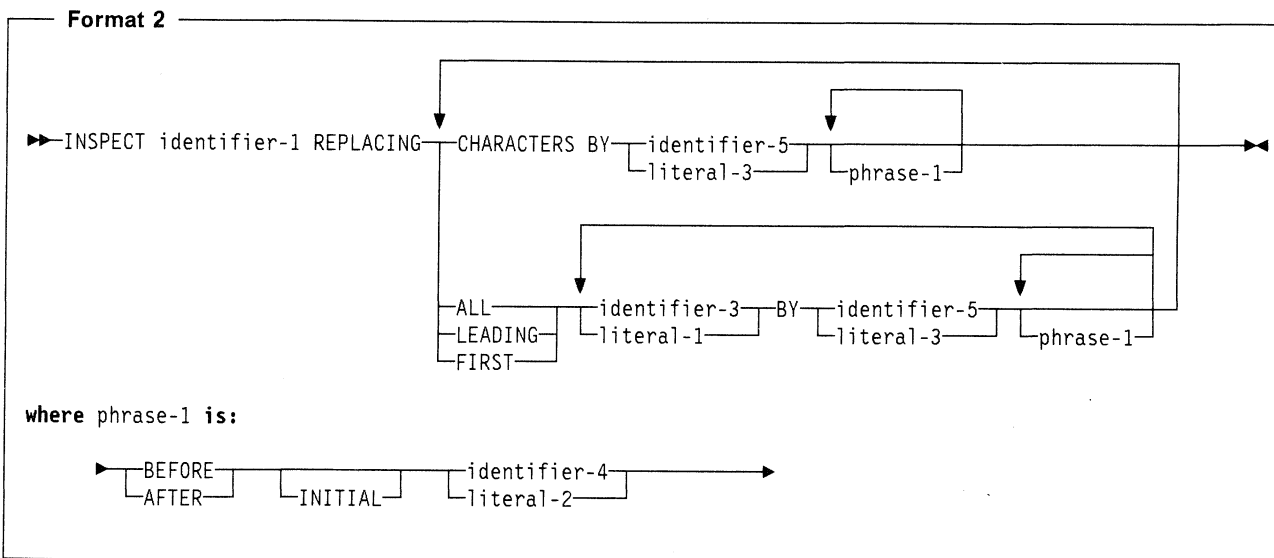 Format 2
INSPECT identifier-1 REPLACING CHARACTERS BY identifier-5
literal-3 phrase-1
ALL identifier-3 BY identifier-5
LEADING literal-1 literal-3 phrase-1
FIRST
where phrase-1 is:
BEFORE identifier-4
AFTER INITIAL literal-2